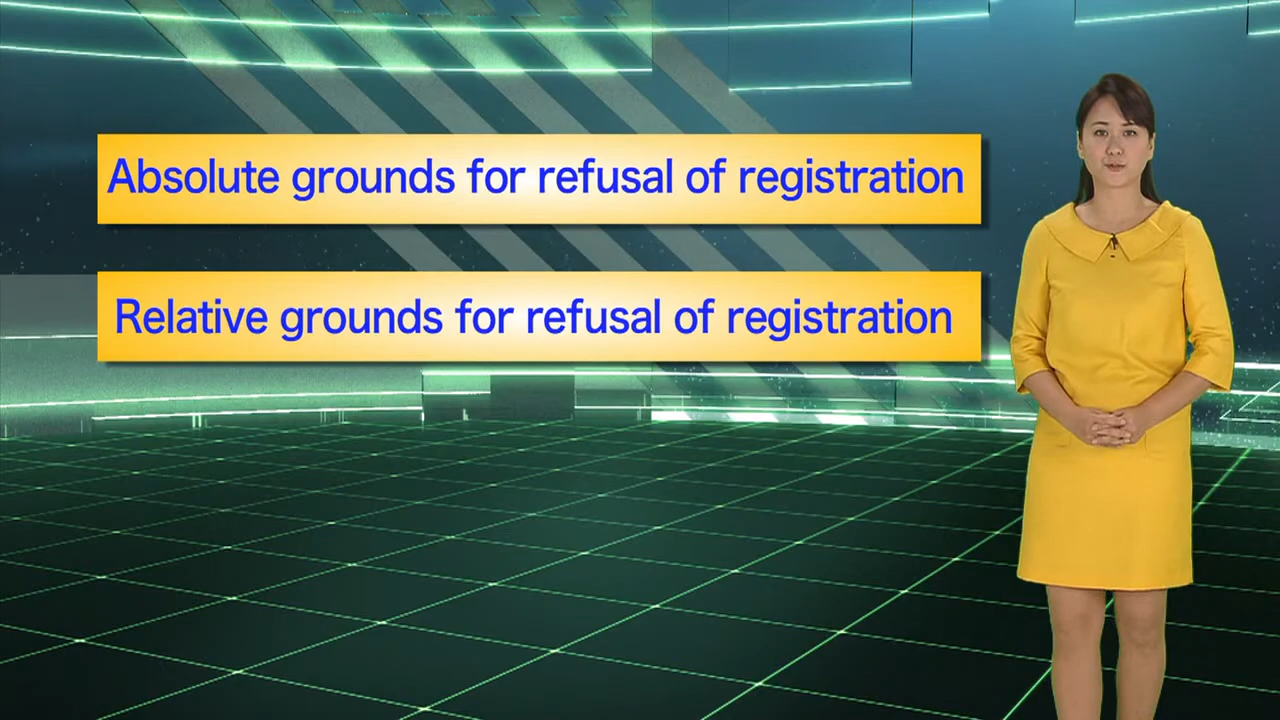 Absolute grounds for refusal of registration
Relative grounds for refusal of registration